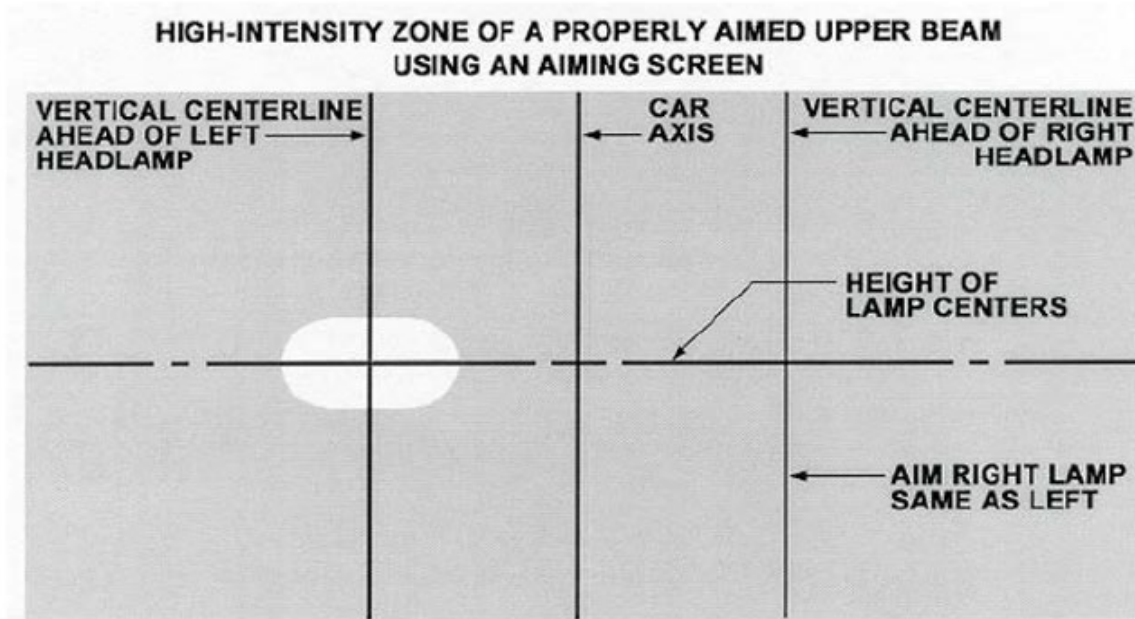 HIGH-INTENSITY ZONE OF A PROPERLY AIMED UPPER BEAM
USING AN AIMING SCREEN
VERTICAL CENTERLINE
AHEAD OF LEFT
HEADLAMP
CAR
AXIS
VERTICAL CENTERLINE
AHEAD OF RIGHT
HEADLAMP
HEIGHT OF
LAMP CENTERS
AIM RIGHT LAMP
SAME AS LEFT